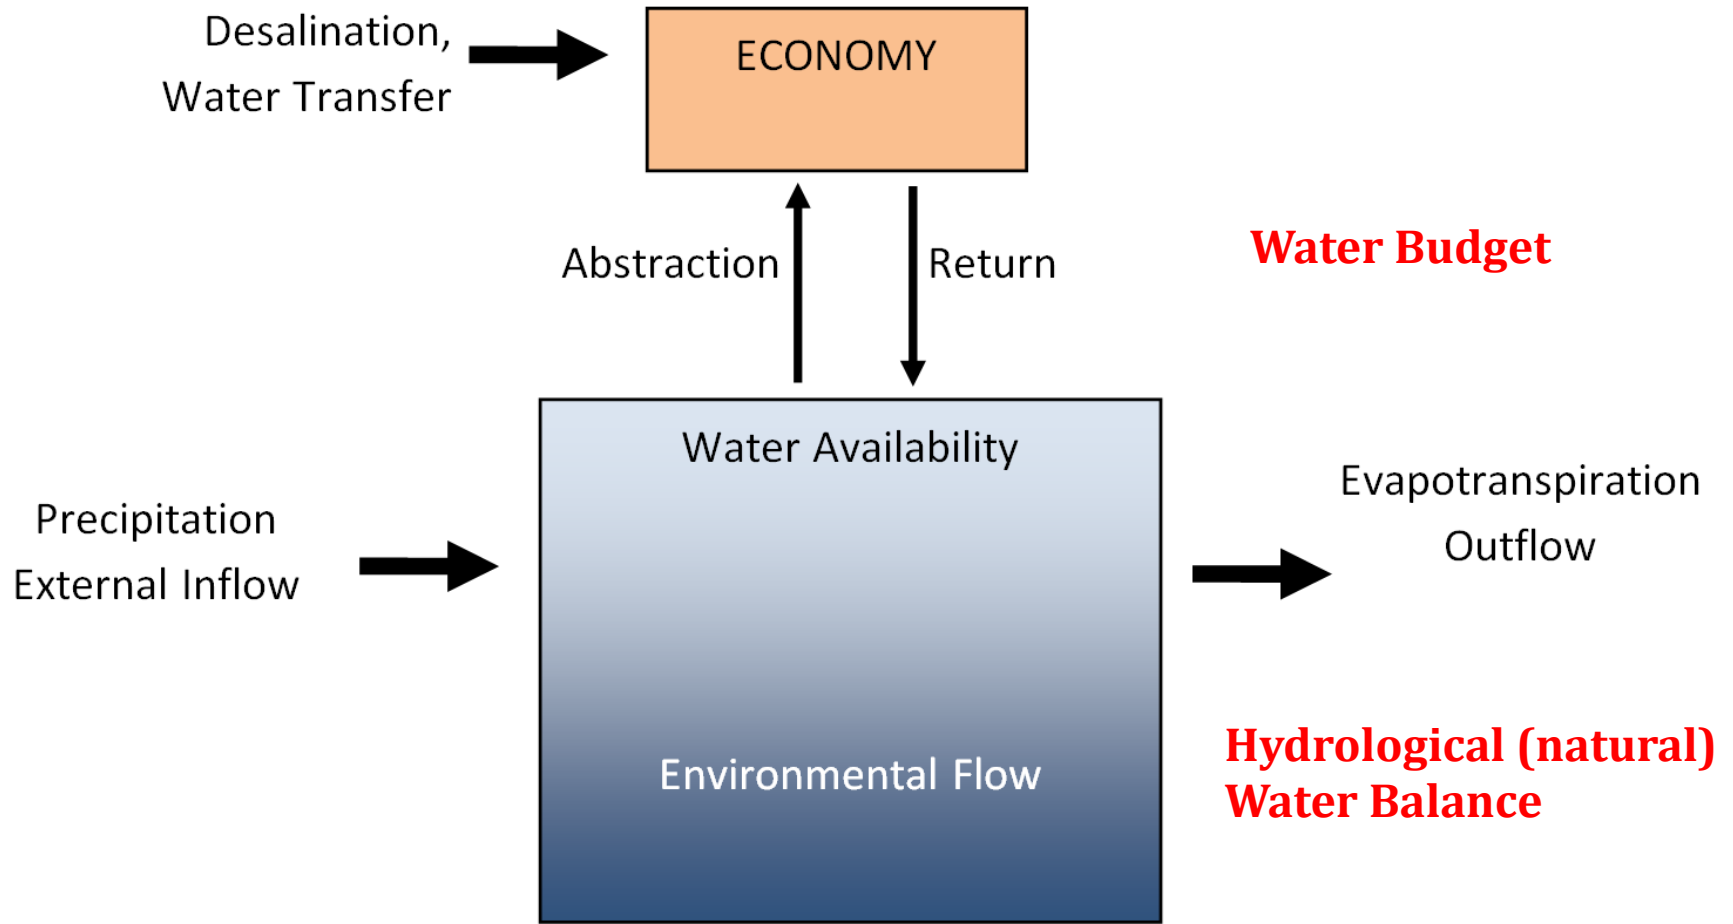 Desalination,
Water Transfer
ECONOMY
Abstraction
Return
Water Budget
Water Availability
Precipitation
External Inflow
Evapotranspiration
Outflow
Environmental Flow
Hydrological (natural)
Water Balance